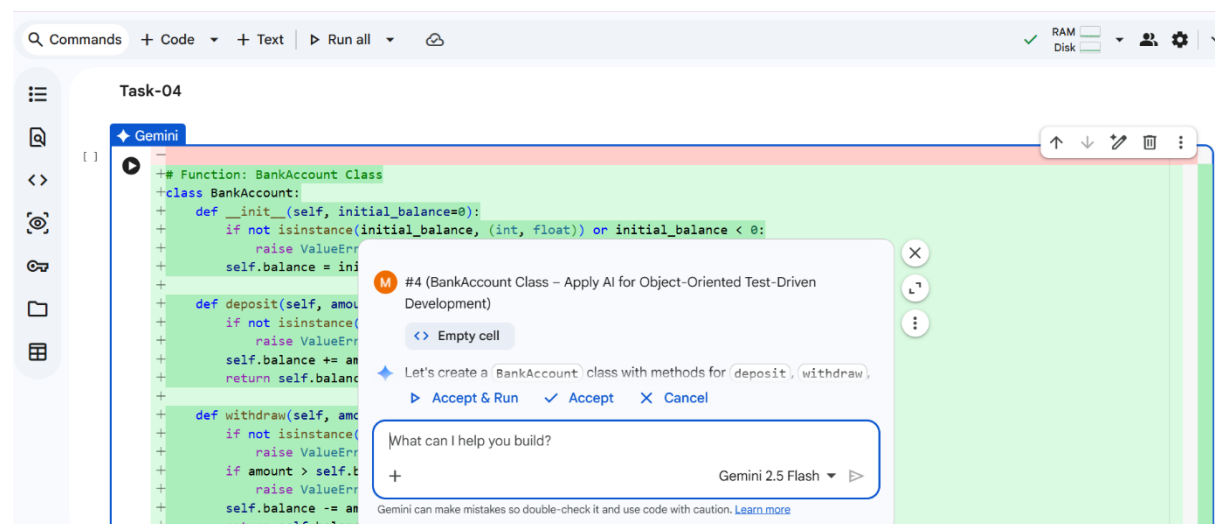 Commands + Code + Text Run all
RAM
Disk
Task-04
Gemini
[ ]
-
+# Function: BankAccount Class
+class BankAccount:
+    def __init__(self, initial_balance=0):
+        if not isinstance(initial_balance, (int, float)) or initial_balance < 0:
+            raise ValueErr
+        self.balance = ini
+
+    def deposit(self, amou
+        if not isinstance(
+            raise ValueErr
+        self.balance += am
+        return self.balanc
+
+    def withdraw(self, amo
+        if not isinstance(
+            raise ValueErr
+        if amount > self.b
+            raise ValueErr
+        self.balance -= am
M
#4 (BankAccount Class – Apply AI for Object-Oriented Test-Driven
Development)
<> Empty cell
Let's create a BankAccount class with methods for deposit, withdraw,
Accept & Run Accept Cancel
What can I help you build?
+ Gemini 2.5 Flash
Gemini can make mistakes so double-check it and use code with caution. Learn more